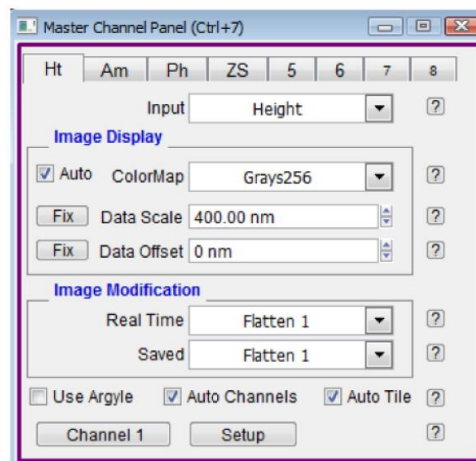 Master Channel Panel (Ctrl+7)
Ht Am Ph ZS 5 6 7 8
Input Height ?
Image Display
Auto ColorMap Grays256 ?
Fix Data Scale 400.00 nm ?
Fix Data Offset 0 nm ?
Image Modification
Real Time Flatten 1 ?
Saved Flatten 1 ?
Use Argyle Auto Channels Auto Tile ?
Channel 1 Setup ?